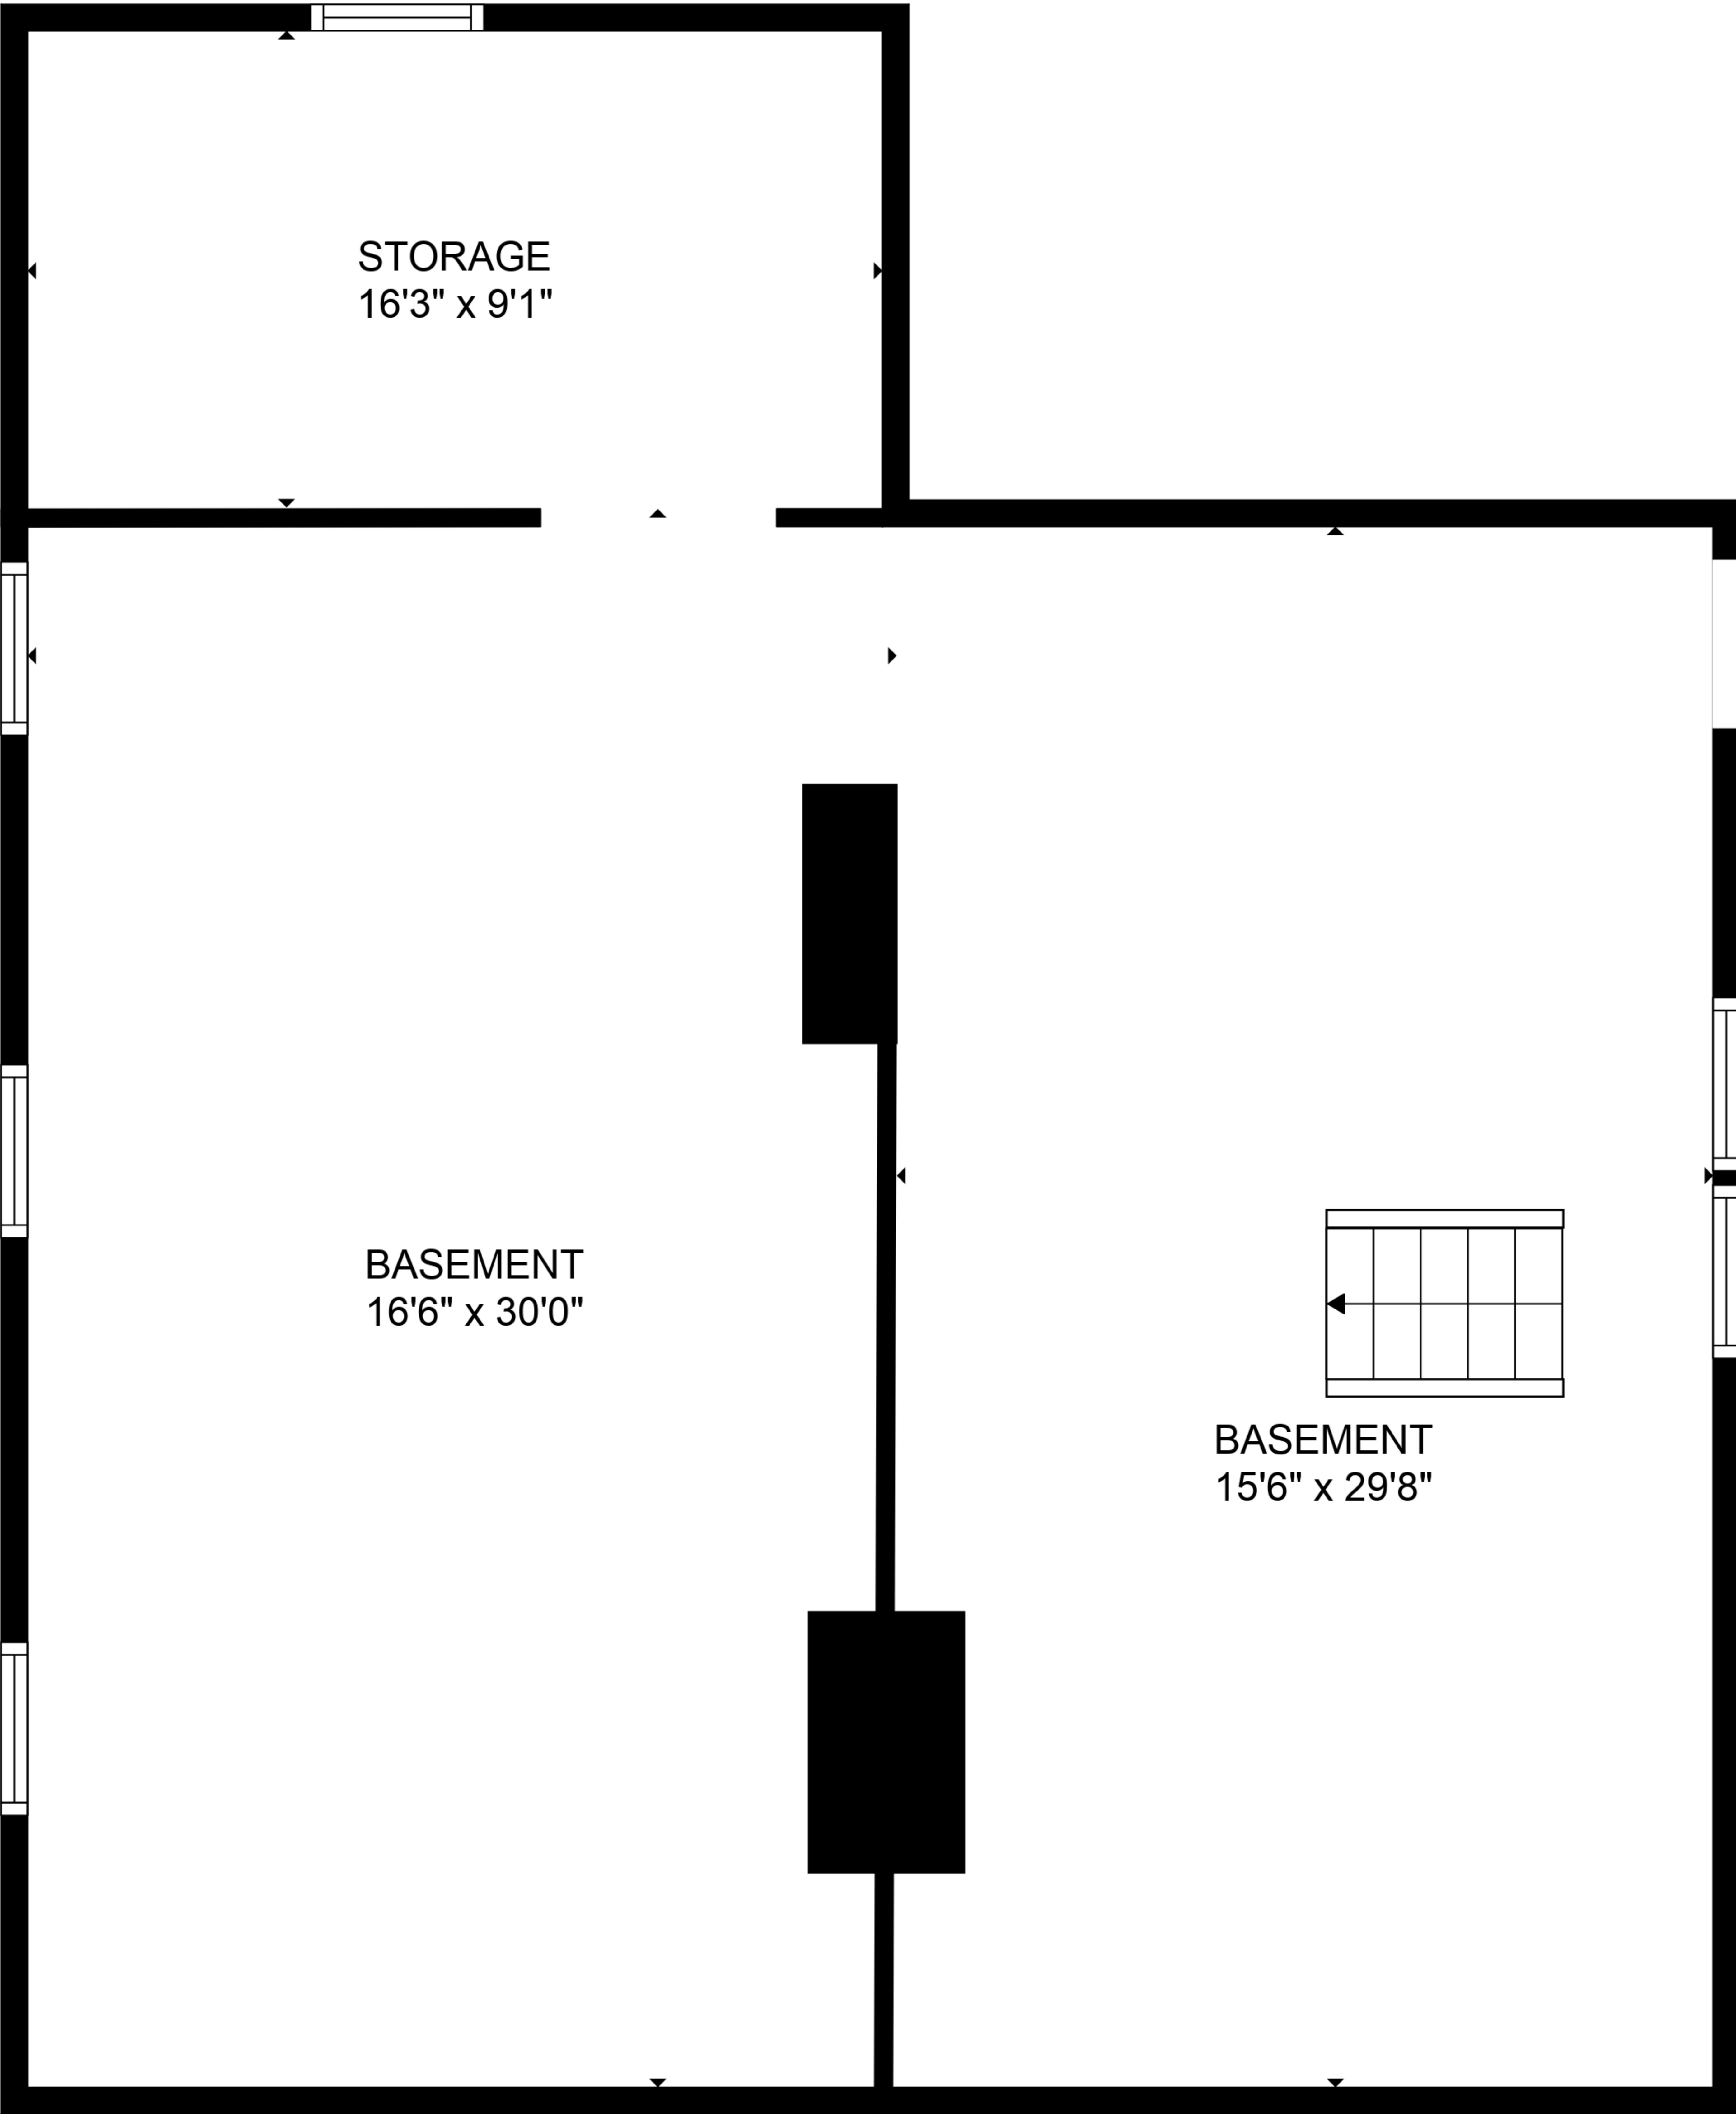 STORAGE
16'3" x 9'1"
BASEMENT
16'6" x 30'0"
BASEMENT
15'6" x 29'8"